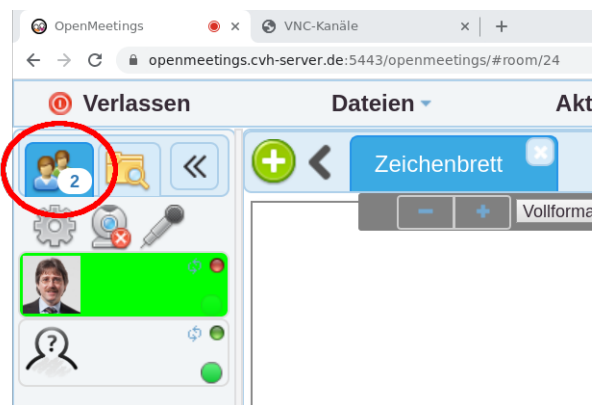 OpenMeetings
VNC-Kanäle
openmeetings.cvh-server.de:5443/openmeetings/#room/24
Verlassen Dateien Akt
2
Zeichenbrett
Vollforma
?